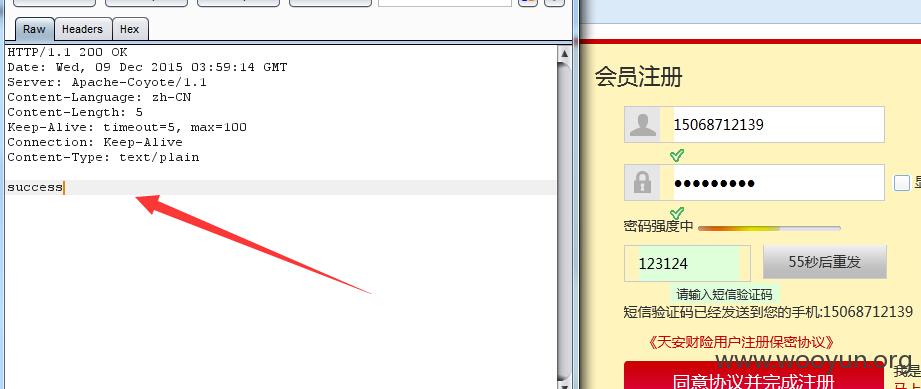 Raw Headers Hex
HTTP/1.1 200 OK
Date: Wed, 09 Dec 2015 03:59:14 GMT
Server: Apache-Coyote/1.1
Content-Language: zh-CN
Content-Length: 5
Keep-Alive: timeout=5, max=100
Connection: Keep-Alive
Content-Type: text/plain
success
会员注册
15068712139
密码强度中
123124
55秒后重发
请输入短信验证码
短信验证码已经发送到您的手机:15068712139
《天安财险用户注册保密协议》
www.wooyun.org
同意协议并完成注册
我是
马上